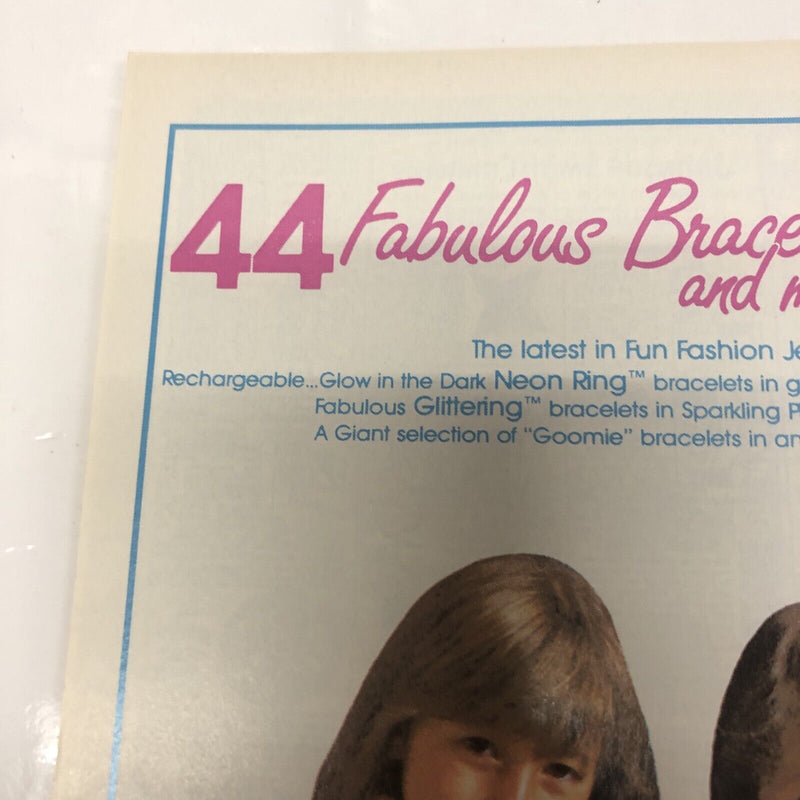 44 Fabulous
and
The latest in Fun Fashion
Rechargeable...Glow in the Dark Neon Ring™ bracelets in
Fabulous Glittering™ bracelets in Sparkling
A Giant selection of “Goomie” bracelets in